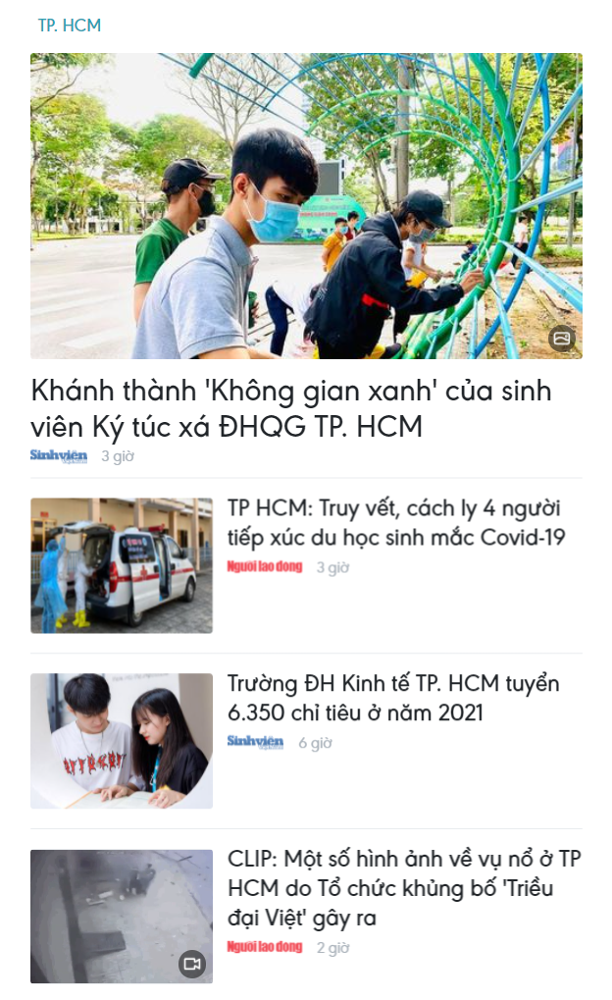 TP. HCM
Khánh thành 'Không gian xanh' của sinh
viên Ký túc xá ĐHQG TP. HCM
Sinhviên
3 giờ
TP HCM: Truy vết, cách ly 4 người
tiếp xúc du học sinh mắc Covid-19
Người lao động
3 giờ
Trường ĐH Kinh tế TP. HCM tuyển
6.350 chỉ tiêu ở năm 2021
Sinhviên
6 giờ
CLIP: Một số hình ảnh về vụ nổ ở TP
HCM do Tổ chức khủng bố 'Triều
đại Việt' gây ra
Người lao động
2 giờ